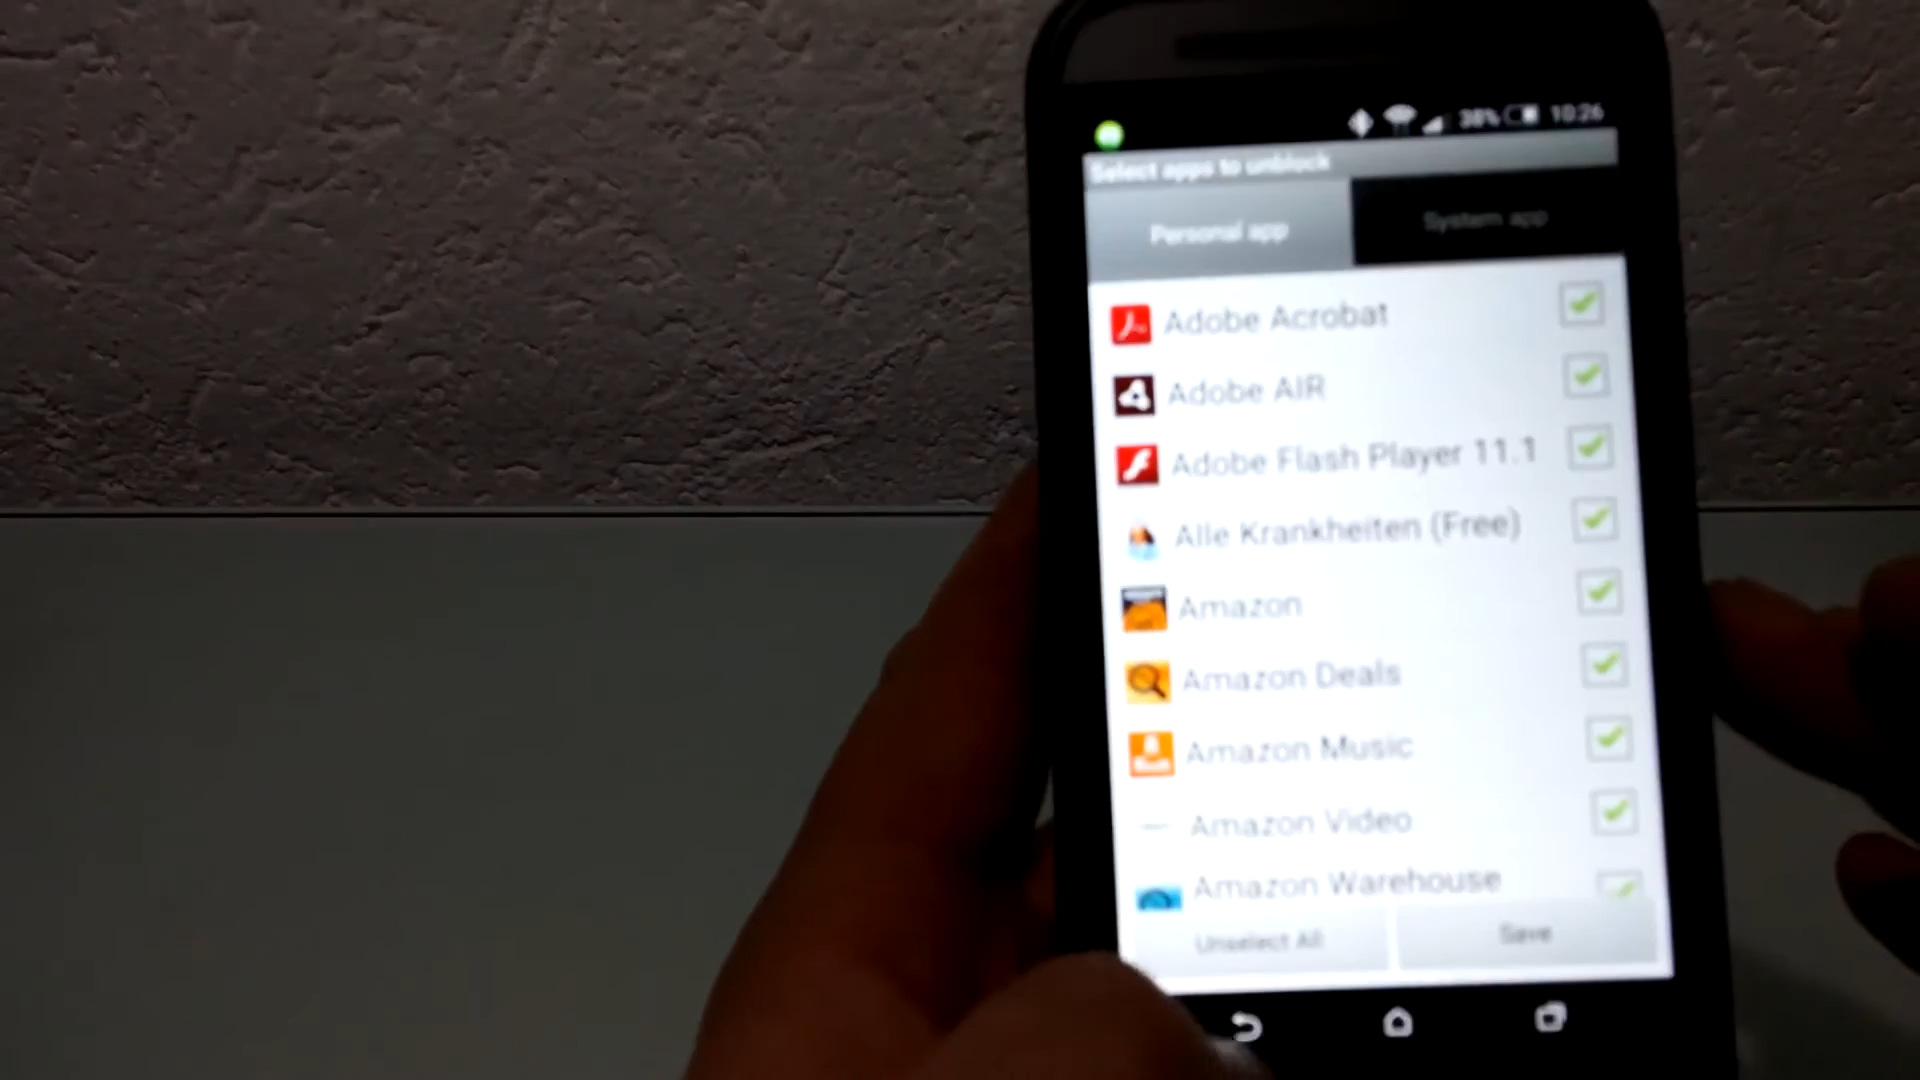 38% 10:26
Select apps to unblock
Personal app
System app
Adobe Acrobat
Adobe AIR
Adobe Flash Player 11.1
Alle Krankheiten (Free)
Amazon
Amazon Deals
Amazon Music
Amazon Video
Amazon Warehouse
Unselect All
Save